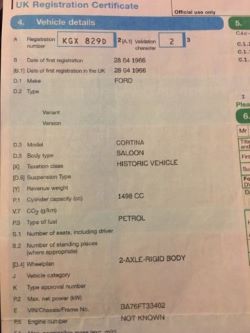 UK Registration Certificate
Official use only
4. Vehicle details
5.
A Registration number KGX 829D 2 [A.1] Validation character 2 3
B Date of first registration 28 04 1966
[B.1] Date of first registration in the UK 28 04 1966
D.1 Make FORD
D.2 Type
Variant
Version
D.3 Model CORTINA
D.5 Body type SALOON
[X] Taxation class HISTORIC VEHICLE
[D.6] Suspension Type
[Y] Revenue weight
P.1 Cylinder capacity (cc) 1498 CC
V.7 CO2 (g/km)
P.3 Type of fuel PETROL
S.1 Number of seats, including driver
S.2 Number of standing places (where appropriate)
[D.4] Wheelplan 2-AXLE-RIGID BODY
J Vehicle category
K Type approval number
P.2 Max. net power (kW)
E VIN/Chassis/Frame No. BA76FT33402
P.5 Engine number NOT KNOWN
C.1.
6.
Mr